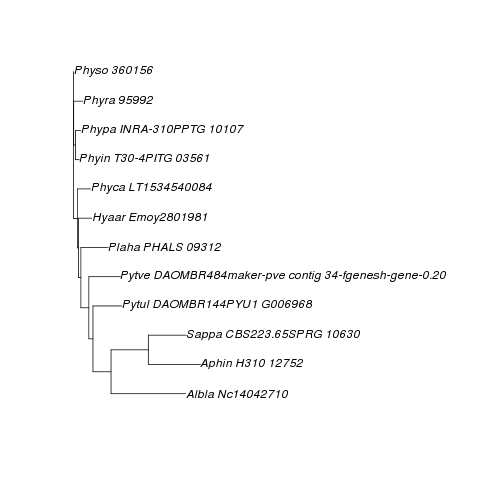 Physo 360156
Phyra 95992
Phypa INRA-310PPTG 10107
Phyin T30-4PITG 03561
Phyca LT1534540084
Hyaar Emoy2801981
Plaha PHALS 09312
Pytve DAOMBR484maker-pve contig 34-fgenesh-gene-0.20
Pytul DAOMBR144PYU1 G006968
Sappa CBS223.65SPRG 10630
Aphin H310 12752
Albla Nc14042710